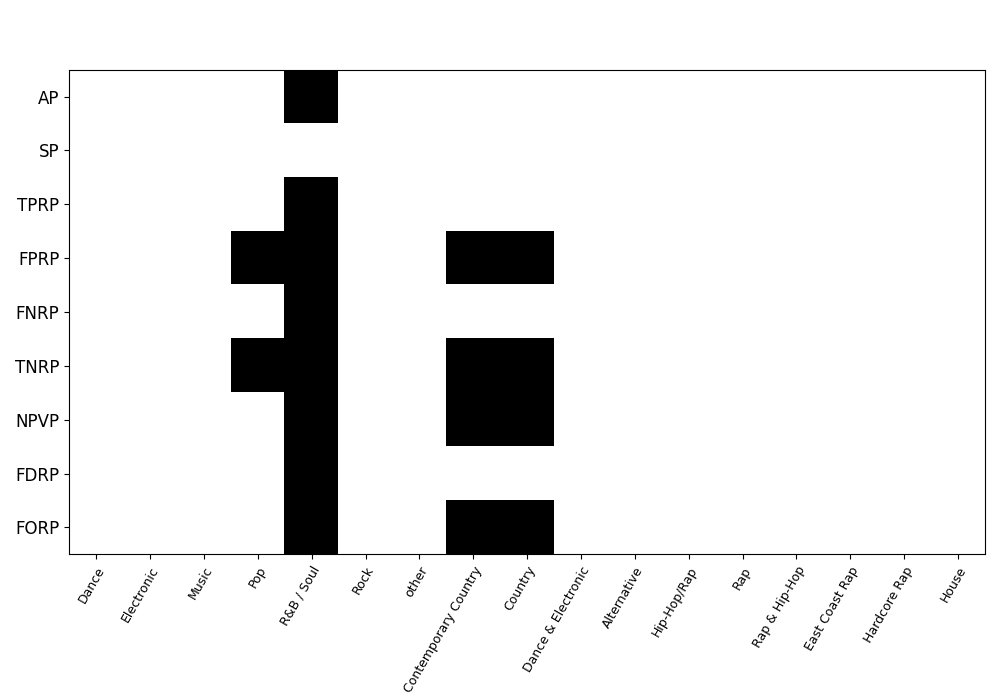 AP
SP
TPRP
FPRP
FNRP
TNRP
NPVP
FDRP
FORP
Dance
Electronic
Music
Pop
R&B / Soul
Rock
other
Contemporary Country
Country
Dance & Electronic
Alternative
Hip-Hop/Rap
Rap
Rap & Hip-Hop
East Coast Rap
Hardcore Rap
House